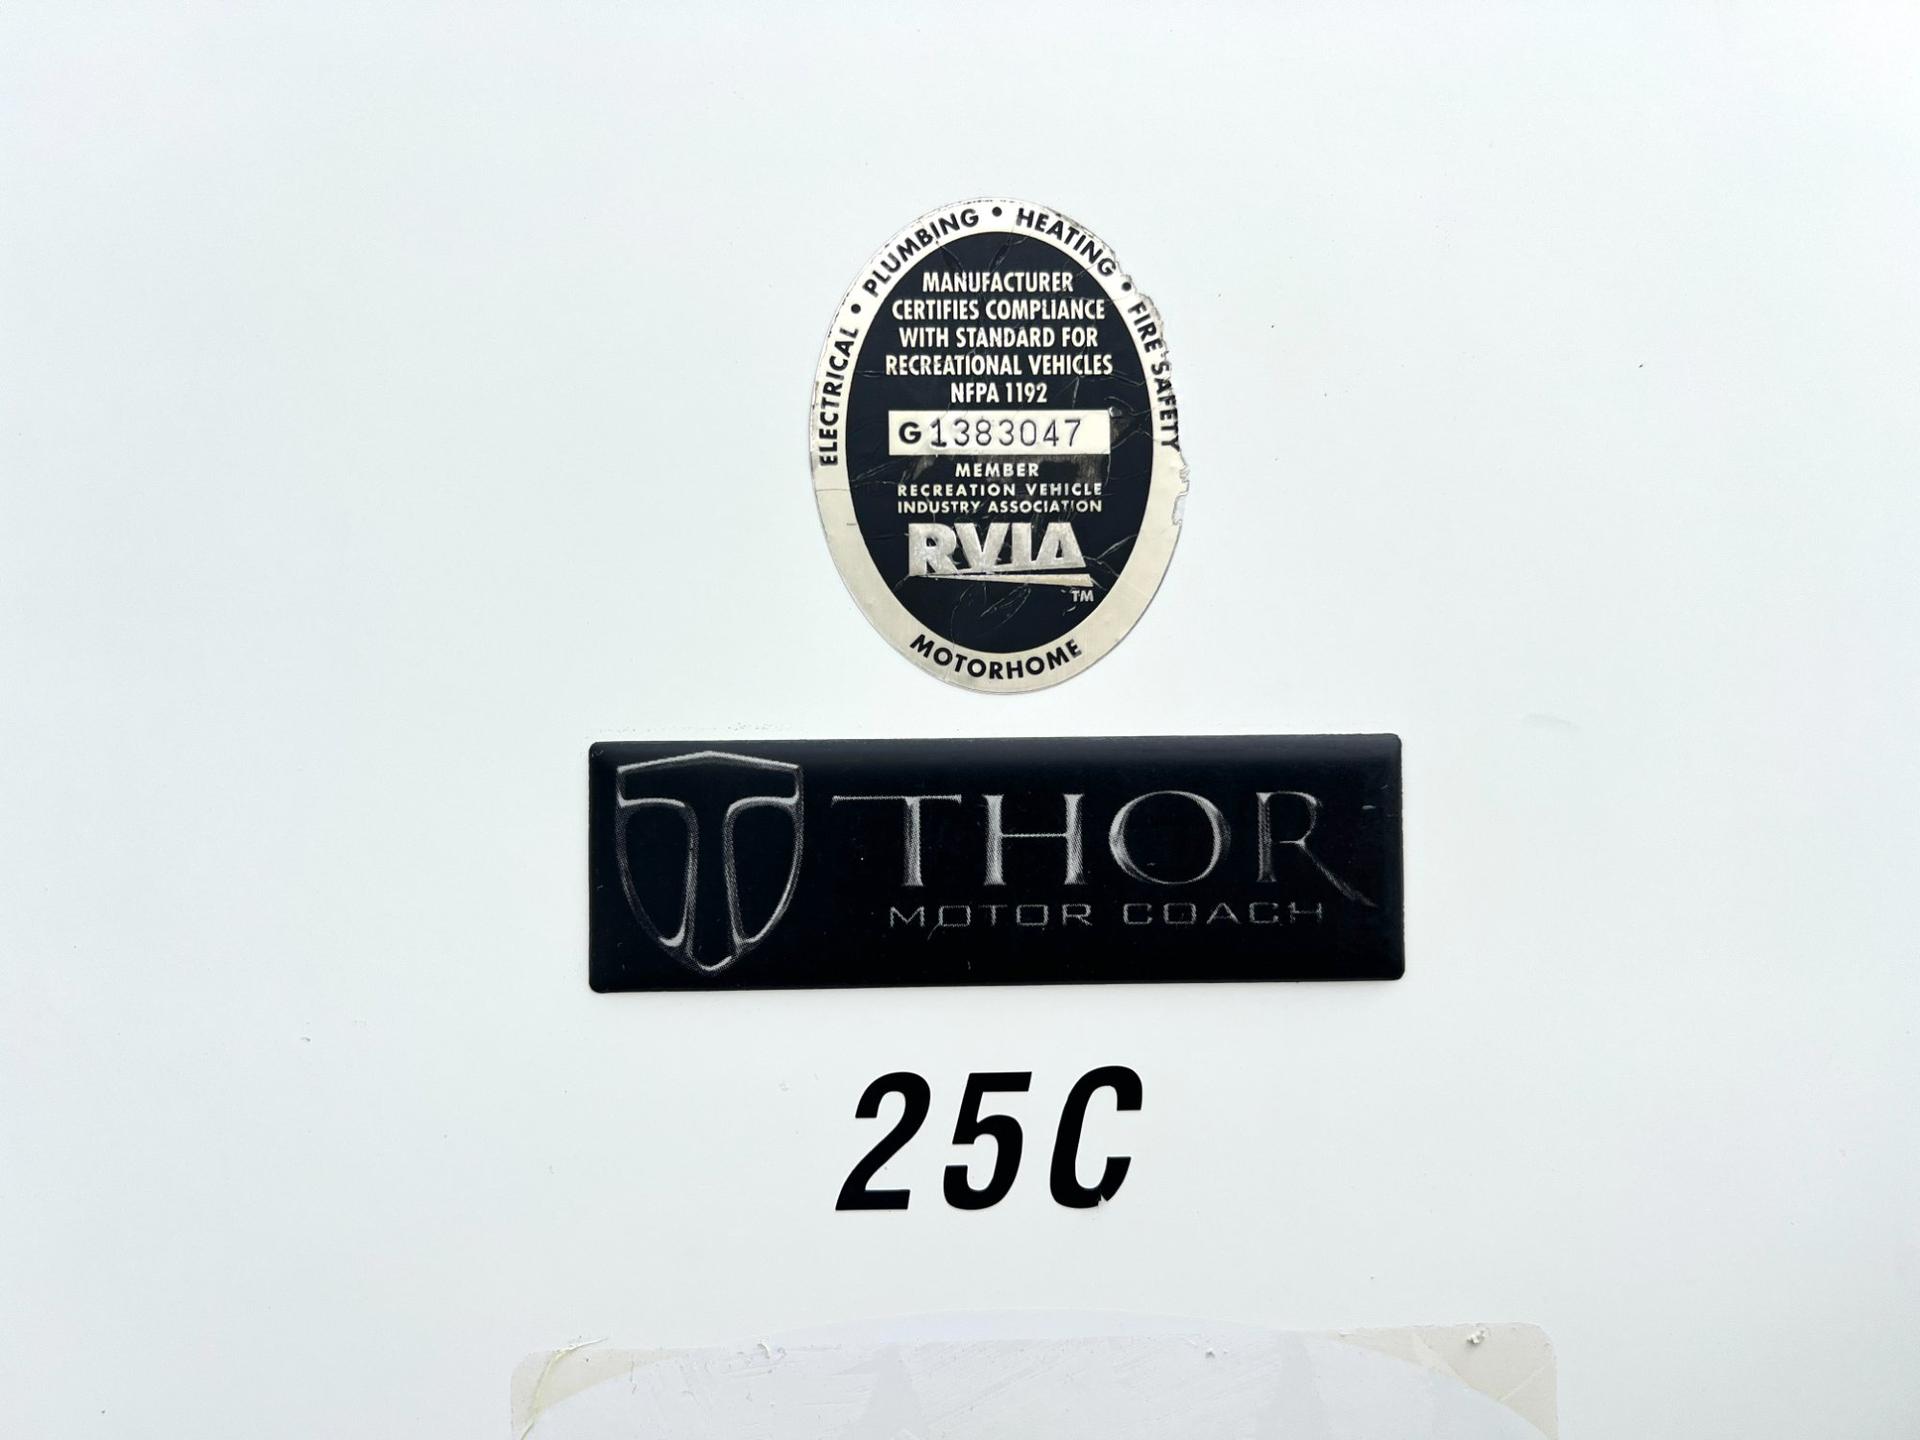 ELECTRICAL • PLUMBING • HEATING • FIRE SAFETY
MANUFACTURER
CERTIFIES COMPLIANCE
WITH STANDARD FOR
RECREATIONAL VEHICLES
NFPA 1192
G 1383047
MEMBER
RECREATION VEHICLE
INDUSTRY ASSOCIATION
RVIA
TM
MOTORHOME
THOR
MOTOR COACH
25C